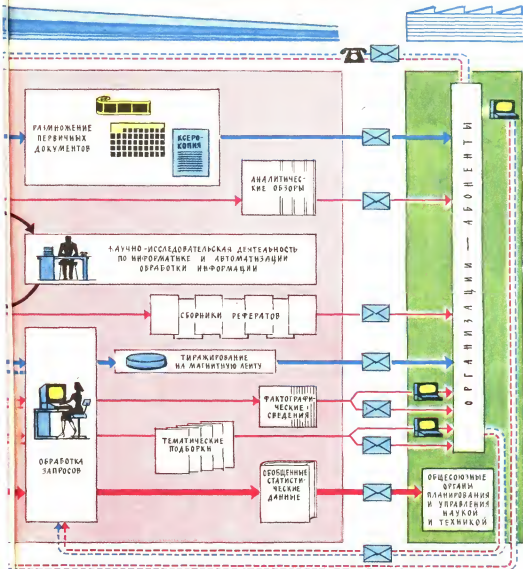 РАЗМНОЖЕНИЕ
ПЕРВИЧНЫХ
ДОКУМЕНТОВ
КСЕРО-
КОПИЯ
АНАЛИТИЧЕС-
КИЕ ОБЗОРЫ
НАУЧНО-ИССЛЕДОВАТЕЛЬСКАЯ ДЕЯТЕЛЬНОСТЬ
ПО ИНФОРМАТИКЕ И АВТОМАТИЗАЦИИ
ОБРАБОТКИ ИНФОРМАЦИИ
СБОРНИКИ РЕФЕРАТОВ
ТИРАЖИРОВАНИЕ
НА МАГНИТНУЮ ЛЕНТУ
ФАКТОГРАФИ-
ЧЕСКИЕ
СВЕДЕНИЯ
ТЕМАТИЧЕСКИЕ
ПОДБОРКИ
ОБРАБОТКА
ЗАПРОСОВ
ОБОБЩЕННЫЕ
СТАТИСТИ-
ЧЕСКИЕ
ДАННЫЕ
ОРГАНИЗАЦИИ — АБОНЕНТЫ
ОБЩЕСОЮЗНЫЕ
ОРГАНЫ
ПЛАНИРОВАНИЯ
И УПРАВЛЕНИЯ
НАУКОЙ
И ТЕХНИКОЙ